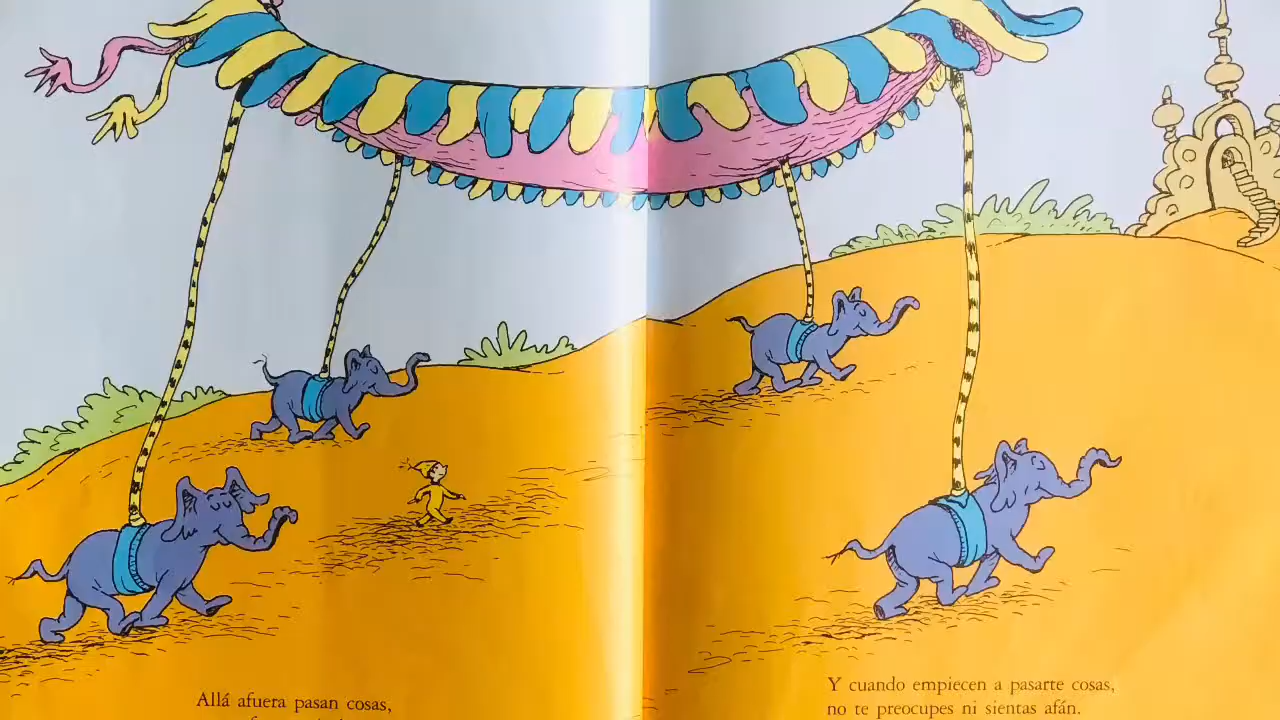 Allá afuera pasan cosas,
Y cuando empiecen a pasarte cosas,
no te preocupes ni sientas afán.